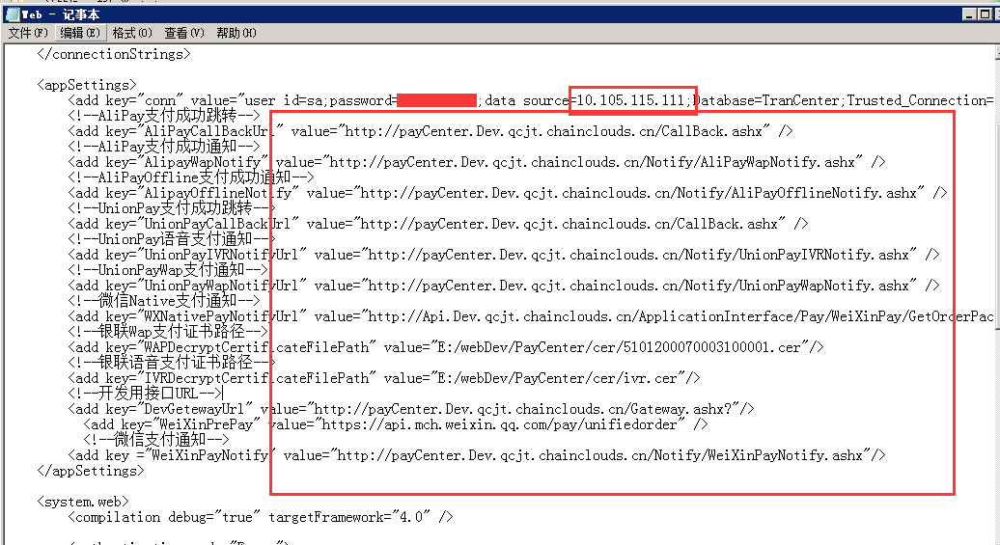 Web - 记事本
文件(F) 编辑(E) 格式(O) 查看(V) 帮助(H)
</connectionStrings>
<appSettings>
<add key="conn" value="user id=sa;password= ;data source=10.105.115.111;Database=TranCenter;Trusted_Connection=
<!--AliPay支付成功跳转-->
<add key="AliPayCallBackUrl" value="http://payCenter.Dev.qcjt.chainclouds.cn/CallBack.ashx" />
<!--AliPay支付成功通知-->
<add key="AlipayWapNotify" value="http://payCenter.Dev.qcjt.chainclouds.cn/Notify/AliPayWapNotify.ashx" />
<!--AliPayOffline支付成功通知-->
<add key="AlipayOfflineNotify" value="http://payCenter.Dev.qcjt.chainclouds.cn/Notify/AliPayOfflineNotify.ashx" />
<!--UnionPay支付成功跳转-->
<add key="UnionPayCallBackUrl" value="http://payCenter.Dev.qcjt.chainclouds.cn/CallBack.ashx" />
<!--UnionPay语音支付通知-->
<add key="UnionPayIVRNotifyUrl" value="http://payCenter.Dev.qcjt.chainclouds.cn/Notify/UnionPayIVRNotify.ashx" />
<!--UnionPayWap支付通知-->
<add key="UnionPayWapNotifyUrl" value="http://payCenter.Dev.qcjt.chainclouds.cn/Notify/UnionPayWapNotify.ashx" />
<!--微信Native支付通知-->
<add key="WXNativePayNotifyUrl" value="http://Api.Dev.qcjt.chainclouds.cn/ApplicationInterface/Pay/WeiXinPay/GetOrderPac
<!--银联Wap支付证书路径-->
<add key="WAPDecryptCertificateFilePath" value="E:/webDev/PayCenter/cer/5101200070003100001.cer"/>
<!--银联语音支付证书路径-->
<add key="IVRDecryptCertificateFilePath" value="E:/webDev/PayCenter/cer/ivr.cer"/>
<!--开发用接口URL-->
<add key="DevGetewayUrl" value="http://payCenter.Dev.qcjt.chainclouds.cn/Gateway.ashx?"/>
<add key="WeiXinPrePay" value="https://api.mch.weixin.qq.com/pay/unifiedorder" />
<!--微信支付通知-->
<add key ="WeiXinPayNotify" value="http://payCenter.Dev.qcjt.chainclouds.cn/Notify/WeiXinPayNotify.ashx"/>
</appSettings>
<system.web>
<compilation debug="true" targetFramework="4.0" />